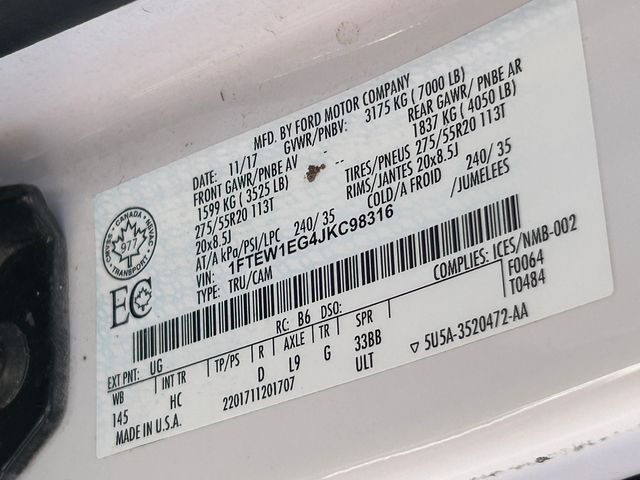 MFD. BY FORD MOTOR COMPANY
DATE: 11/17 GVWR/PNBV: 3175 KG ( 7000 LB)
FRONT GAWR/PNBE AV REAR GAWR/ PNBE AR
1599 KG ( 3525 LB) -- 1837 KG ( 4050 LB)
275/55R20 113T TIRES/PNEUS 275/55R20 113T
20x8.5J RIMS/JANTES 20x8.5J
AT/A kPa/PSI/LPC 240/ 35 COLD/A FROID 240/ 35
VIN: 1FTEW1EG4JKC98316 /JUMELEES
TYPE: TRU/CAM
CANADA
977
TRANSPORT
EC
COMPLIES: ICES/NMB-002
RC: B6 DSO: F0064
T0484
EXT PNT: UG
WB INT TR TP/PS R AXLE TR SPR
145 HC D L9 G 33BB
ULT
2201711201707
MADE IN U.S.A. ▽ 5U5A-3520472-AA